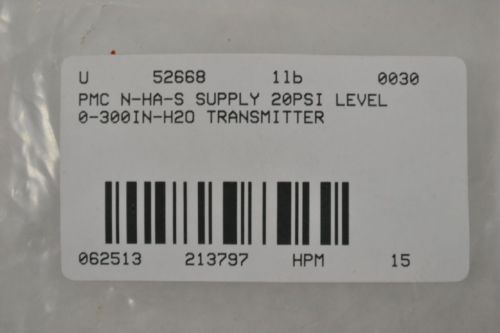 U 52668 1lb 0030
PMC N-HA-S SUPPLY 20PSI LEVEL
0-300IN-H2O TRANSMITTER
062513 213797 HPM 15